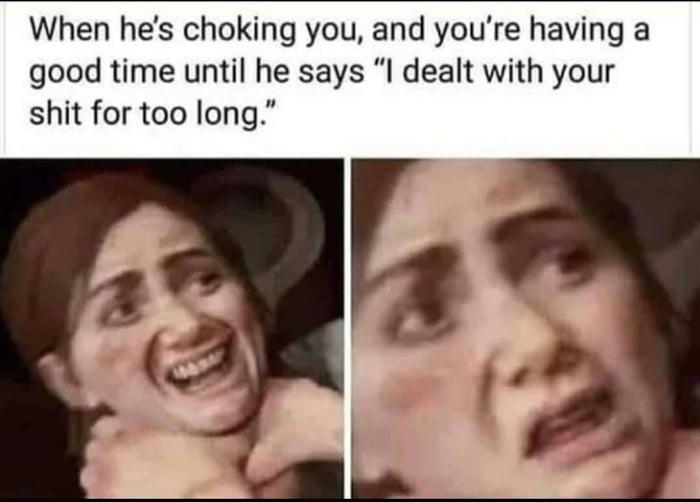 When he's choking you, and you're having a
good time until he says “I dealt with your
shit for too long.”